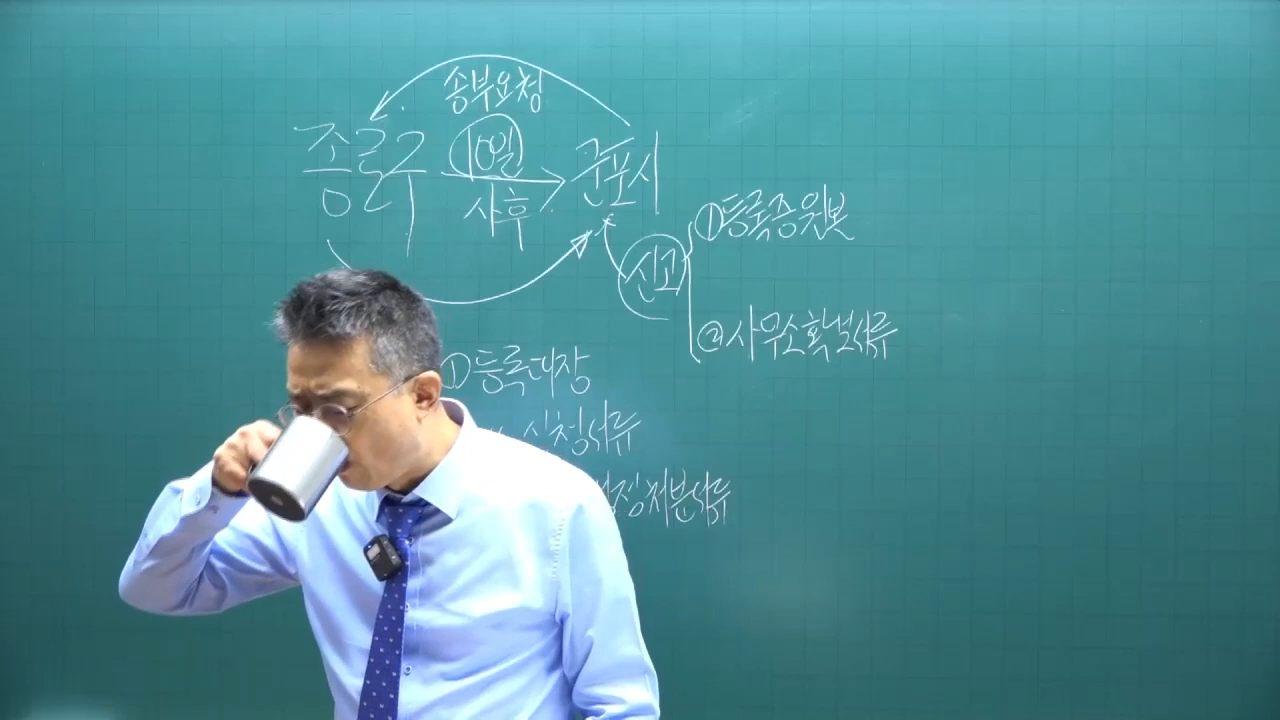 송부요청
종로구 10일 군포시
사후
신고 ①등록증원본
②사무소확보서류
①등록대장
신청서류
행정처분서류